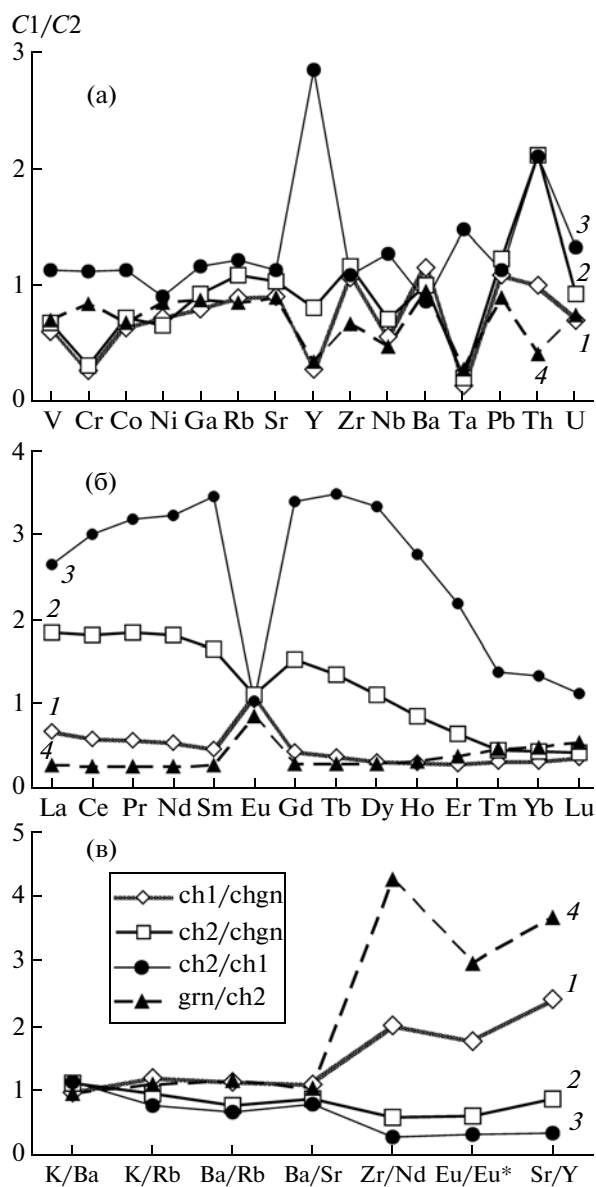 C1/C2
3
(а)
2
1
0
3
2
1
4
V Cr Co Ni Ga Rb Sr Y Zr Nb Ba Ta Pb Th U
4
(б)
3
3
2
2
1
1
4
0
La Ce Pr Nd Sm Eu Gd Tb Dy Ho Er Tm Yb Lu
5
(в)
4
ch1/chgn
ch2/chgn
ch2/ch1
grn/ch2
4
3
1
2
1
2
3
0
K/Ba K/Rb Ba/Rb Ba/Sr Zr/Nd Eu/Eu* Sr/Y